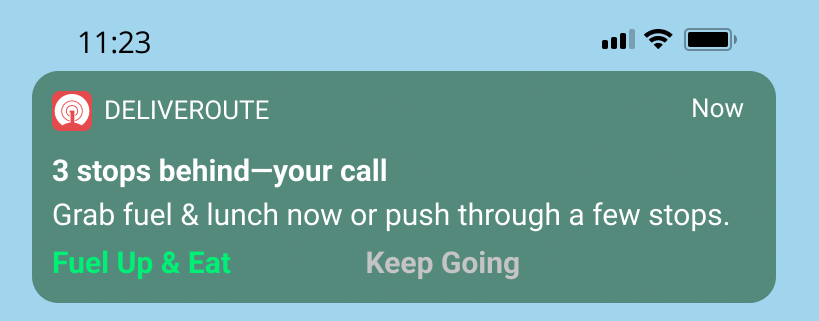 11:23
DELIVEROUTE
Now
3 stops behind—your call
Grab fuel & lunch now or push through a few stops.
Fuel Up & Eat
Keep Going